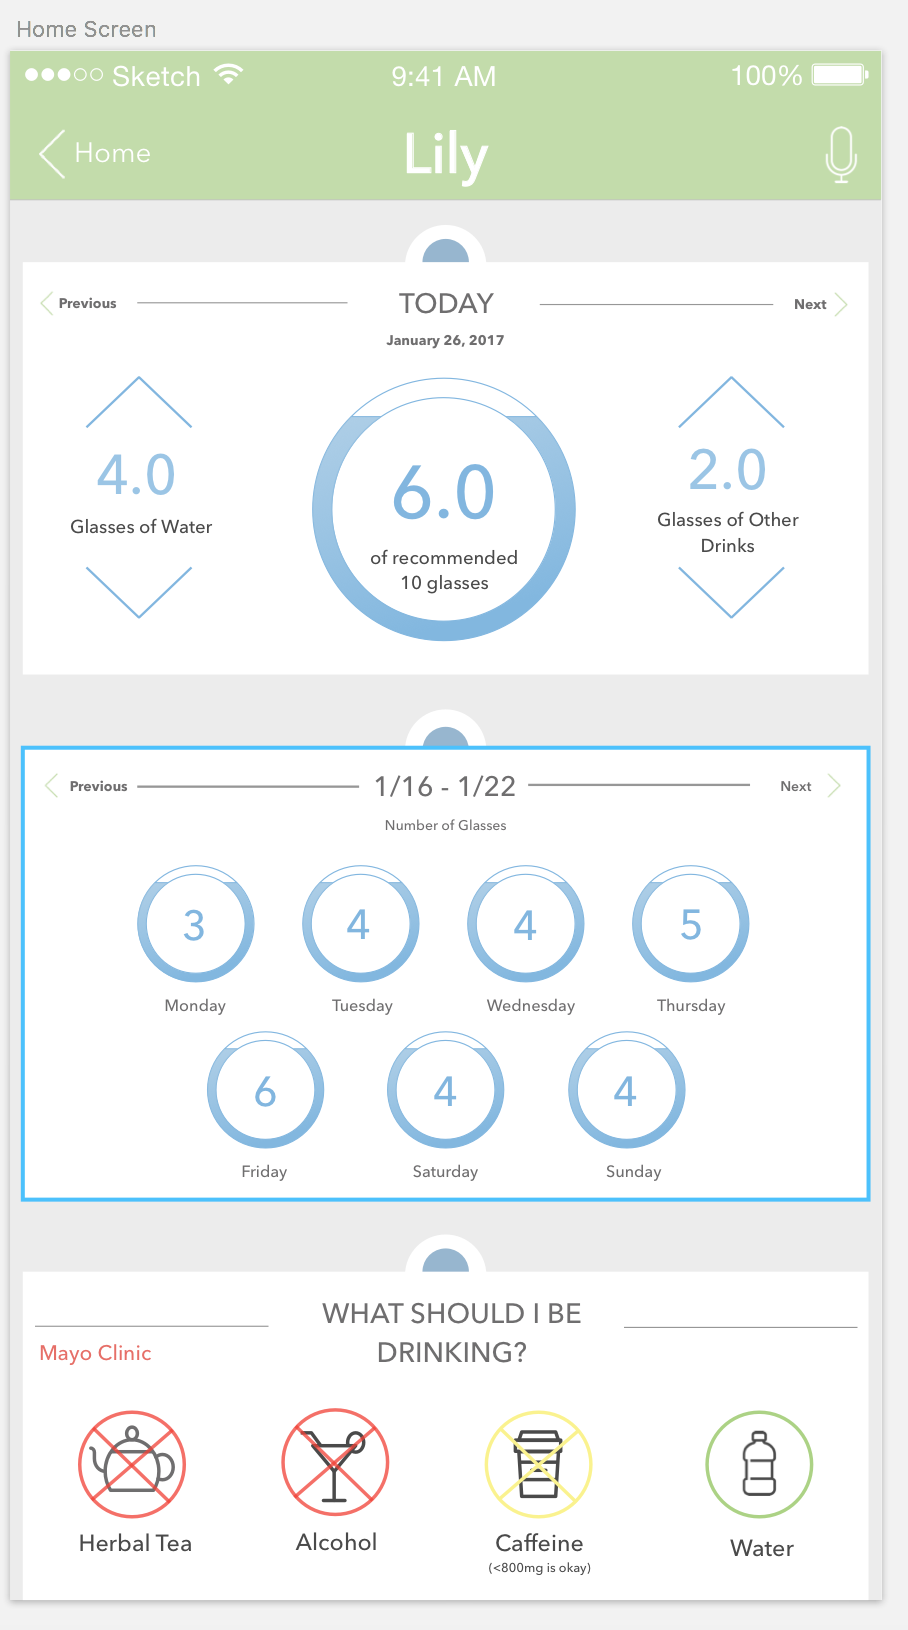 Home Screen
Sketch 9:41 AM 100%
Home Lily
Previous TODAY Next
January 26, 2017
4.0
Glasses of Water
6.0
of recommended
10 glasses
2.0
Glasses of Other
Drinks
Previous 1/16 - 1/22 Next
Number of Glasses
3 4 4 5
Monday Tuesday Wednesday Thursday
6 4 4
Friday Saturday Sunday
WHAT SHOULD I BE
DRINKING?
Mayo Clinic
Herbal Tea Alcohol Caffeine Water
(<800mg is okay)